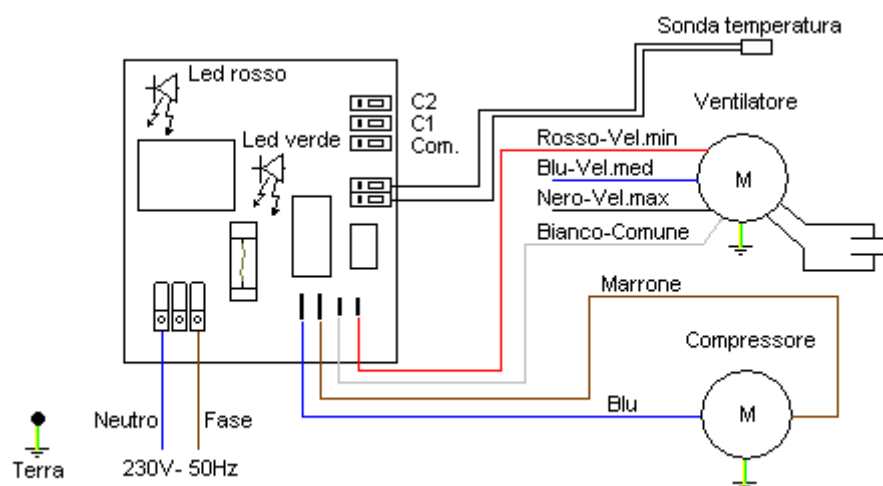 Sonda temperatura
Led rosso
C2
C1
Com.
Led verde
Ventilatore
Rosso-Vel.min
Blu-Vel.med
Nero-Vel.max
Bianco-Comune
M
Marrone
Compressore
M
Blu
Neutro
Fase
Terra
230V- 50Hz